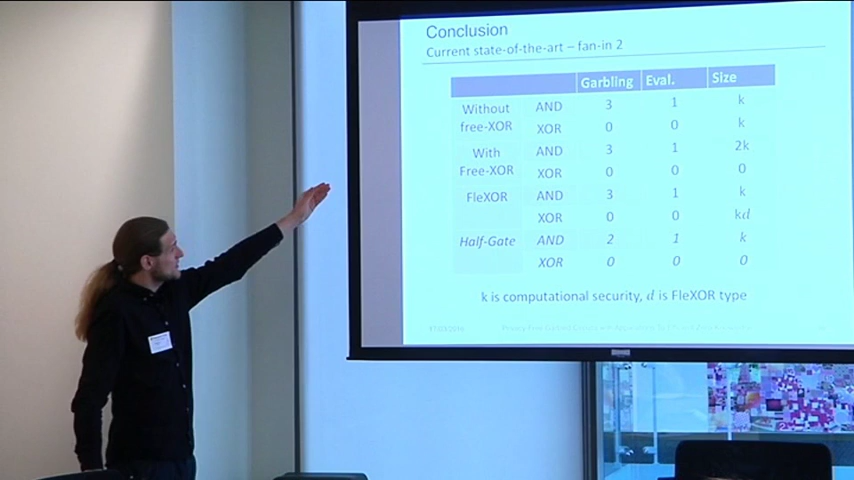 Conclusion
Current state-of-the-art – fan-in 2
Garbling Eval. Size
Without free-XOR AND 3 1 k
XOR 0 0 k
With Free-XOR AND 3 1 2k
XOR 0 0 0
FleXOR AND 3 1 k
XOR 0 0 kd
Half-Gate AND 2 1 k
XOR 0 0 0
k is computational security, d is FleXOR type